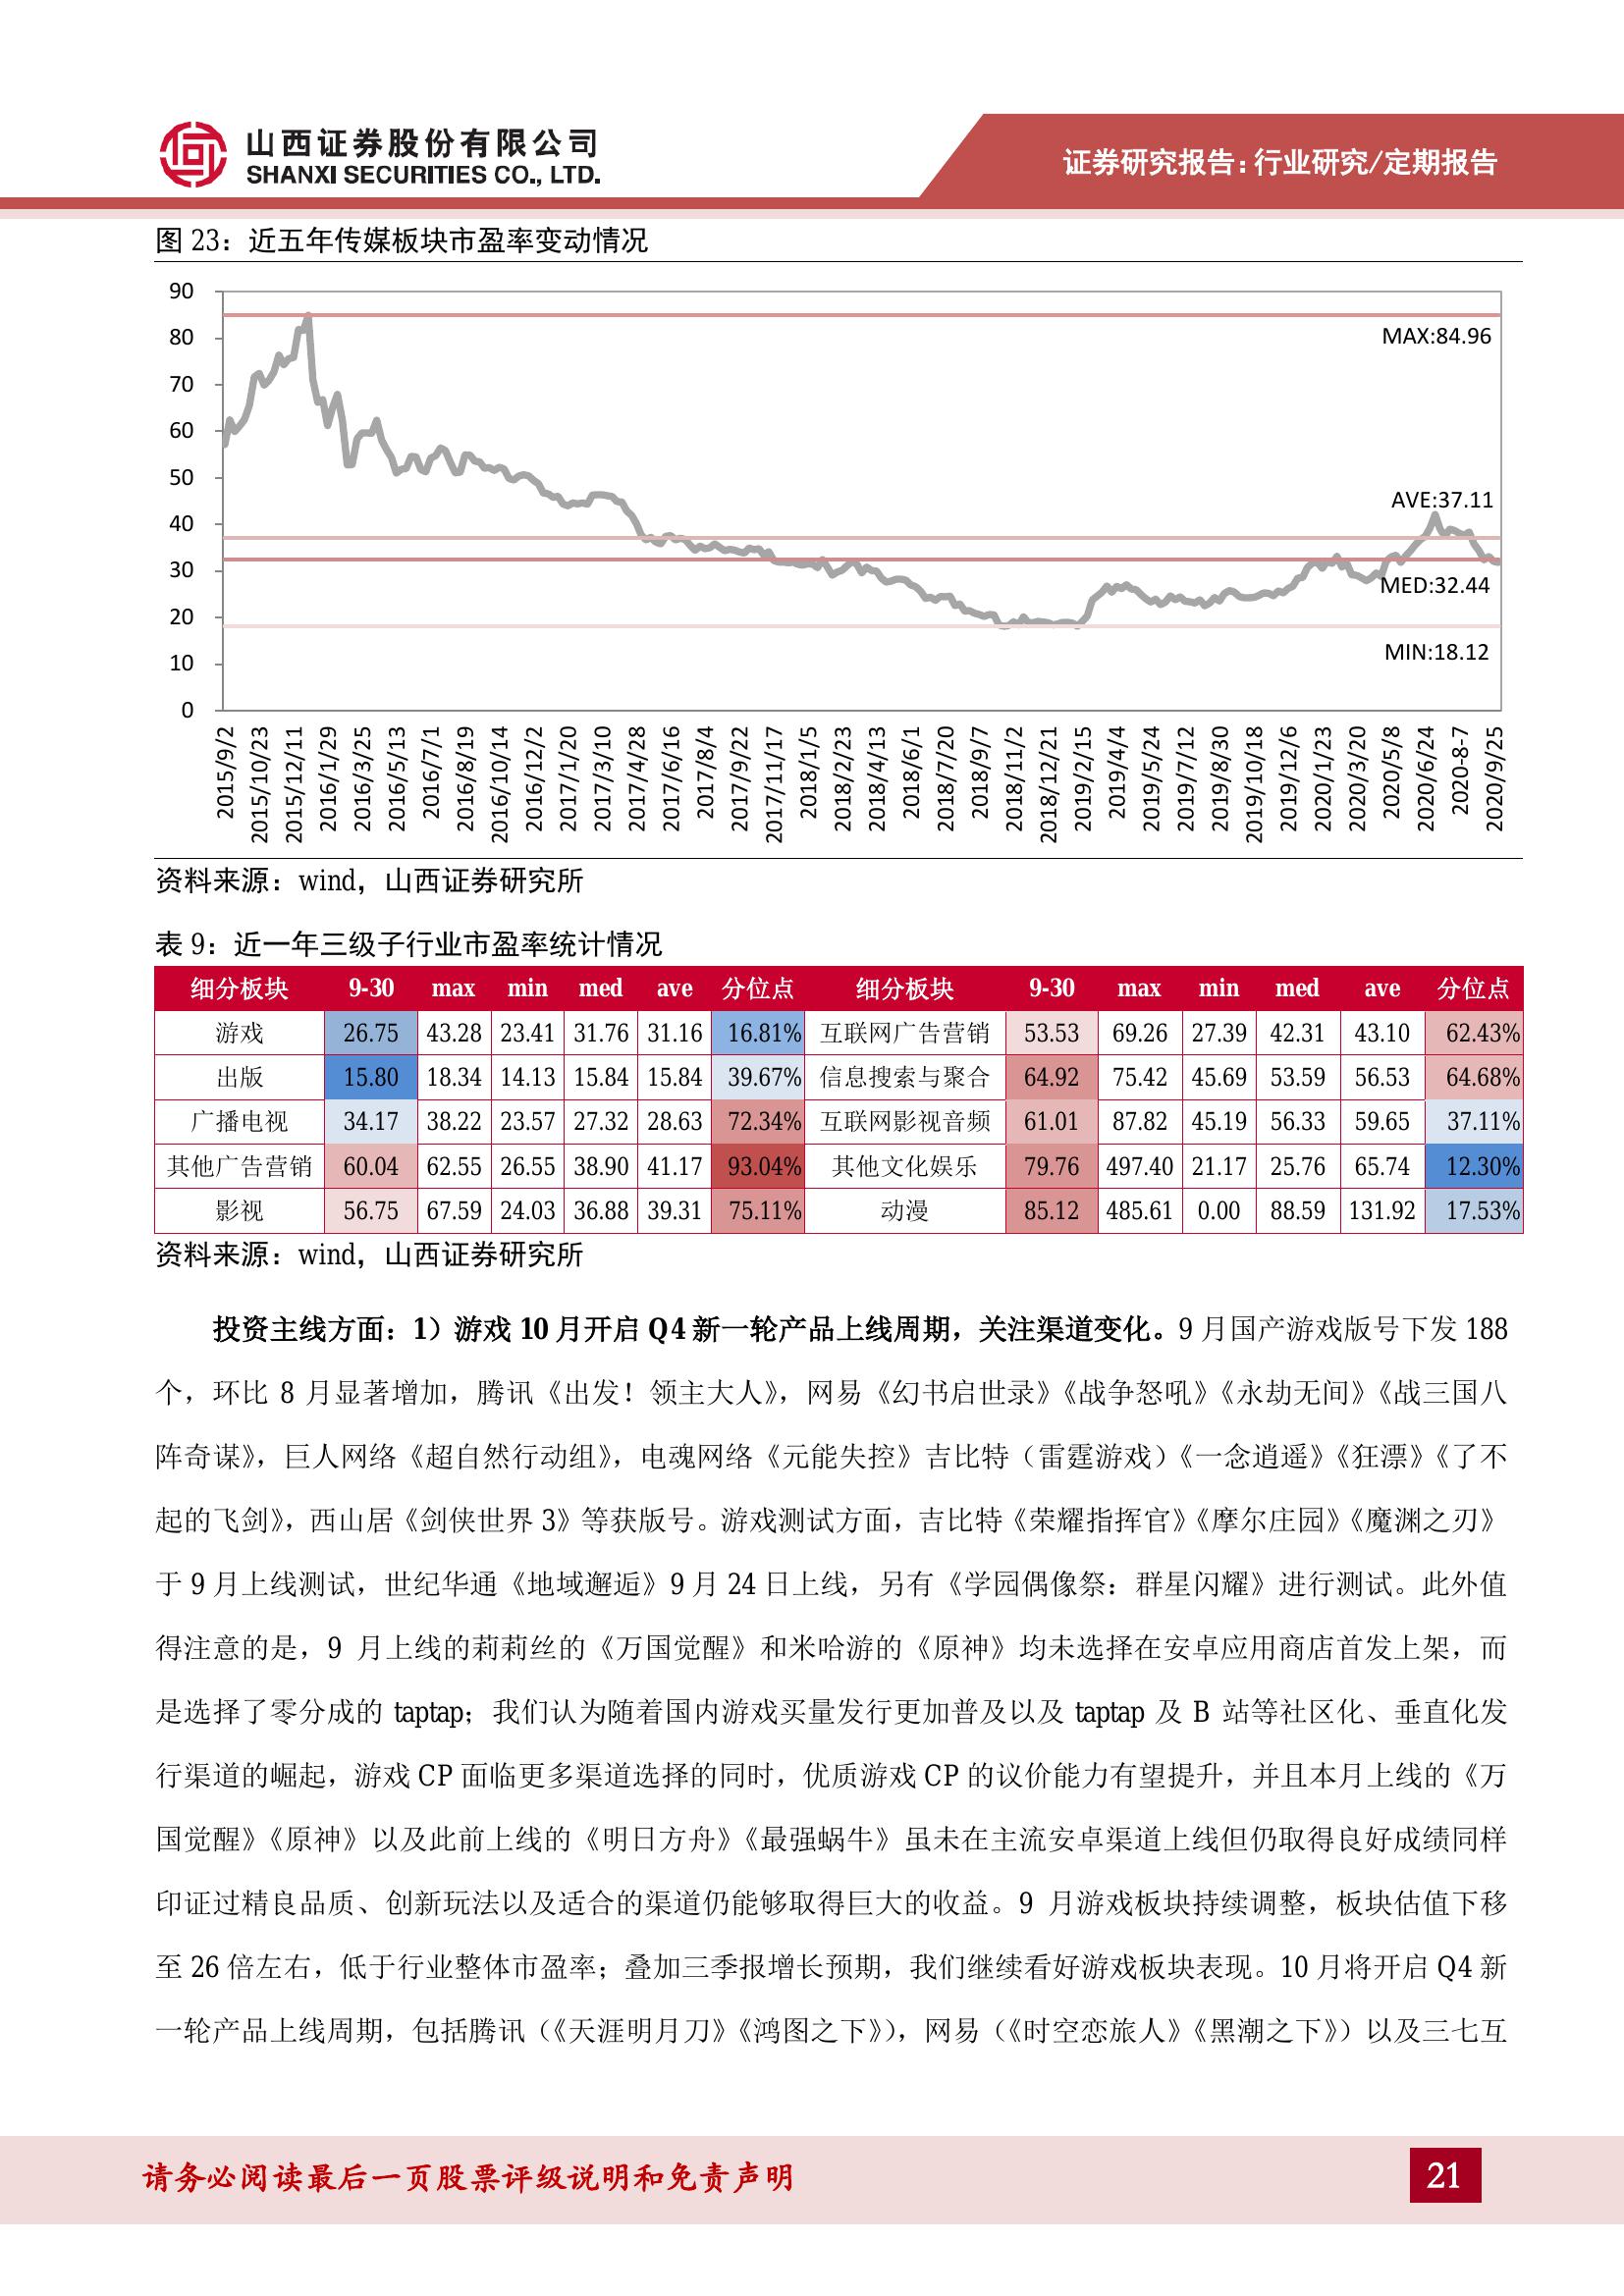 山西证券股份有限公司
SHANXI SECURITIES CO., LTD.
证券研究报告：行业研究/定期报告
图 23：近五年传媒板块市盈率变动情况
90
80
70
60
50
40
30
20
10
0
MAX:84.96
AVE:37.11
MED:32.44
MIN:18.12
2015/9/2
2015/10/23
2015/12/11
2016/1/29
2016/3/25
2016/5/13
2016/7/1
2016/8/19
2016/10/14
2016/12/2
2017/1/20
2017/3/10
2017/4/28
2017/6/16
2017/8/4
2017/9/22
2017/11/17
2018/1/5
2018/2/23
2018/4/13
2018/6/1
2018/7/20
2018/9/7
2018/11/2
2018/12/21
2019/2/15
2019/4/4
2019/5/24
2019/7/12
2019/8/30
2019/10/18
2019/12/6
2020/1/23
2020/3/20
2020/5/8
2020/6/24
2020-8-7
2020/9/25
资料来源：wind，山西证券研究所
表 9：近一年三级子行业市盈率统计情况
细分板块 9-30 max min med ave 分位点 细分板块 9-30 max min med ave 分位点
游戏 26.75 43.28 23.41 31.76 31.16 16.81% 互联网广告营销 53.53 69.26 27.39 42.31 43.10 62.43%
出版 15.80 18.34 14.13 15.84 15.84 39.67% 信息搜索与聚合 64.92 75.42 45.69 53.59 56.53 64.68%
广播电视 34.17 38.22 23.57 27.32 28.63 72.34% 互联网影视音频 61.01 87.82 45.19 56.33 59.65 37.11%
其他广告营销 60.04 62.55 26.55 38.90 41.17 93.04% 其他文化娱乐 79.76 497.40 21.17 25.76 65.74 12.30%
影视 56.75 67.59 24.03 36.88 39.31 75.11% 动漫 85.12 485.61 0.00 88.59 131.92 17.53%
资料来源：wind，山西证券研究所
投资主线方面：1）游戏 10 月开启 Q4 新一轮产品上线周期，关注渠道变化。9 月国产游戏版号下发 188
个，环比 8 月显著增加，腾讯《出发！领主大人》，网易《幻书启世录》《战争怒吼》《永劫无间》《战三国八
阵奇谋》，巨人网络《超自然行动组》，电魂网络《元能失控》吉比特（雷霆游戏）《一念逍遥》《狂漂》《了不
起的飞剑》，西山居《剑侠世界 3》等获版号。游戏测试方面，吉比特《荣耀指挥官》《摩尔庄园》《魔渊之刃》
于 9 月上线测试，世纪华通《地域邂逅》9 月 24 日上线，另有《学园偶像祭：群星闪耀》进行测试。此外值
得注意的是，9 月上线的莉莉丝的《万国觉醒》和米哈游的《原神》均未选择在安卓应用商店首发上架，而
是选择了零分成的 taptap；我们认为随着国内游戏买量发行更加普及以及 taptap 及 B 站等社区化、垂直化发
行渠道的崛起，游戏 CP 面临更多渠道选择的同时，优质游戏 CP 的议价能力有望提升，并且本月上线的《万
国觉醒》《原神》以及此前上线的《明日方舟》《最强蜗牛》虽未在主流安卓渠道上线但仍取得良好成绩同样
印证过精良品质、创新玩法以及适合的渠道仍能够取得巨大的收益。9 月游戏板块持续调整，板块估值下移
至 26 倍左右，低于行业整体市盈率；叠加三季报增长预期，我们继续看好游戏板块表现。10 月将开启 Q4 新
一轮产品上线周期，包括腾讯（《天涯明月刀》《鸿图之下》），网易（《时空恋旅人》《黑潮之下》）以及三七互
请务必阅读最后一页股票评级说明和免责声明
21